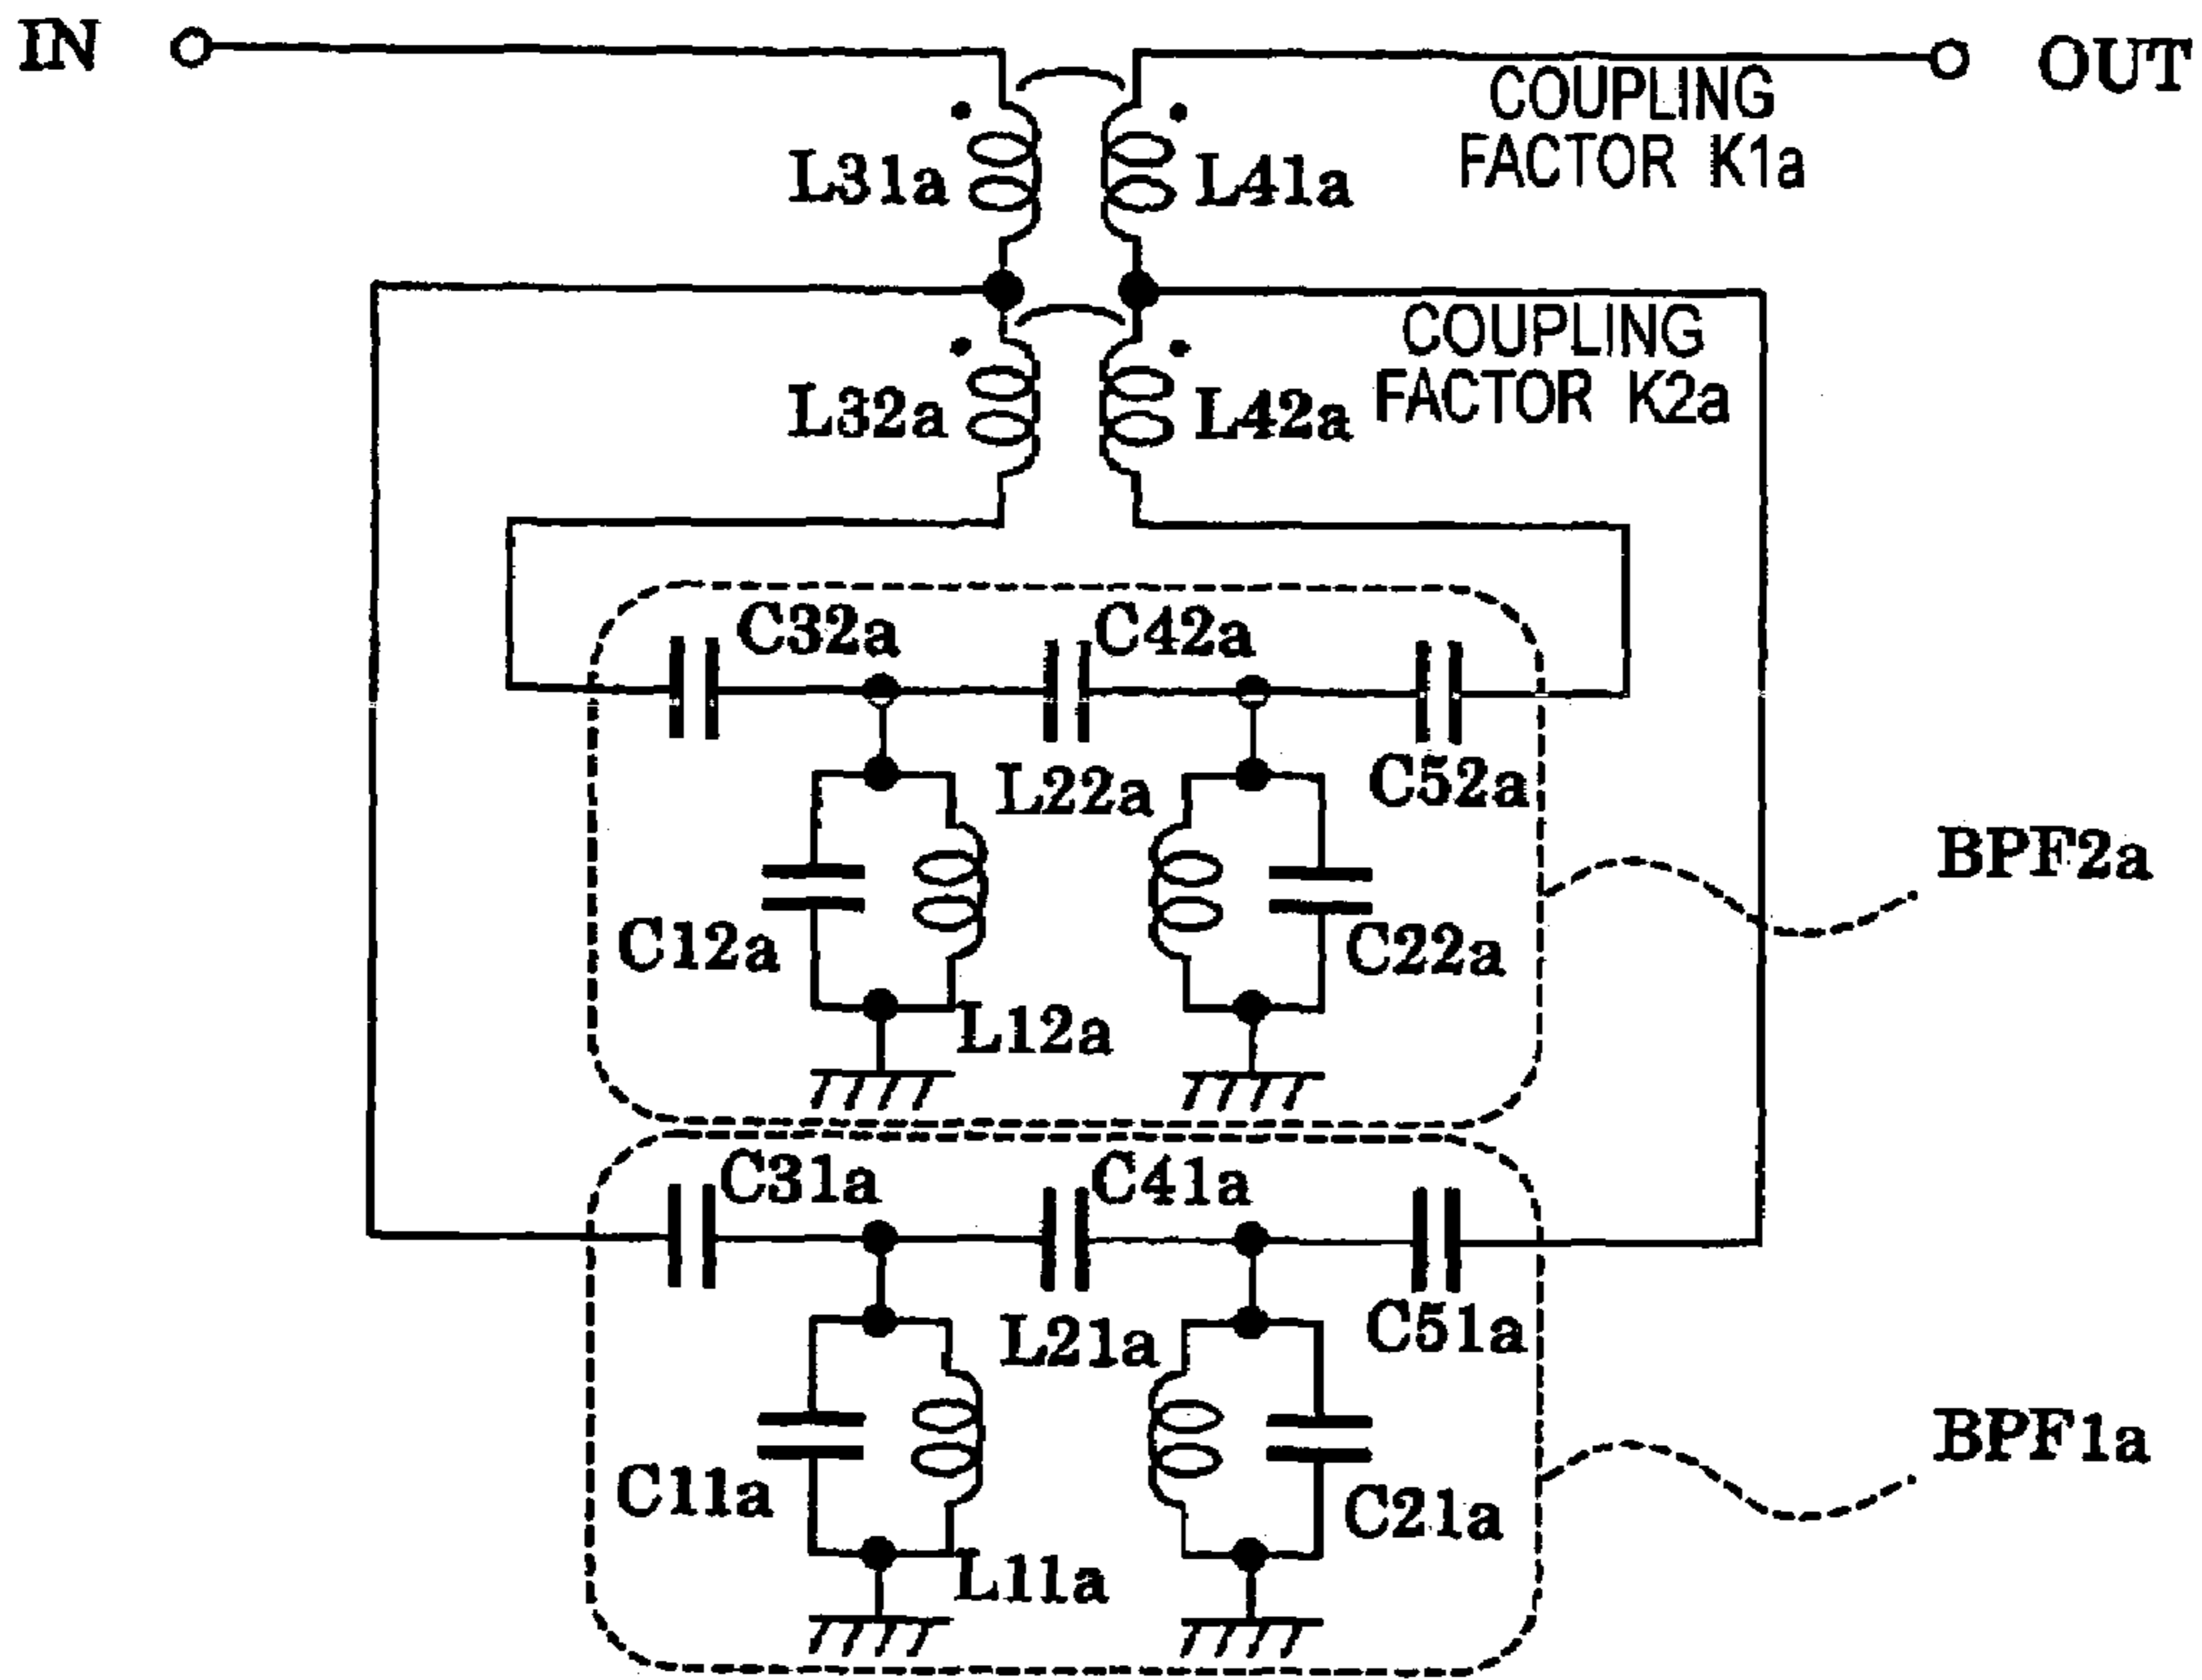 IN
OUT
COUPLING
FACTOR K1a
L31a
L41a
COUPLING
FACTOR K2a
L32a
L42a
C32a
C42a
L22a
C52a
BPF2a
C12a
C22a
L12a
C31a
C41a
L21a
C51a
BPF1a
C11a
C21a
L11a